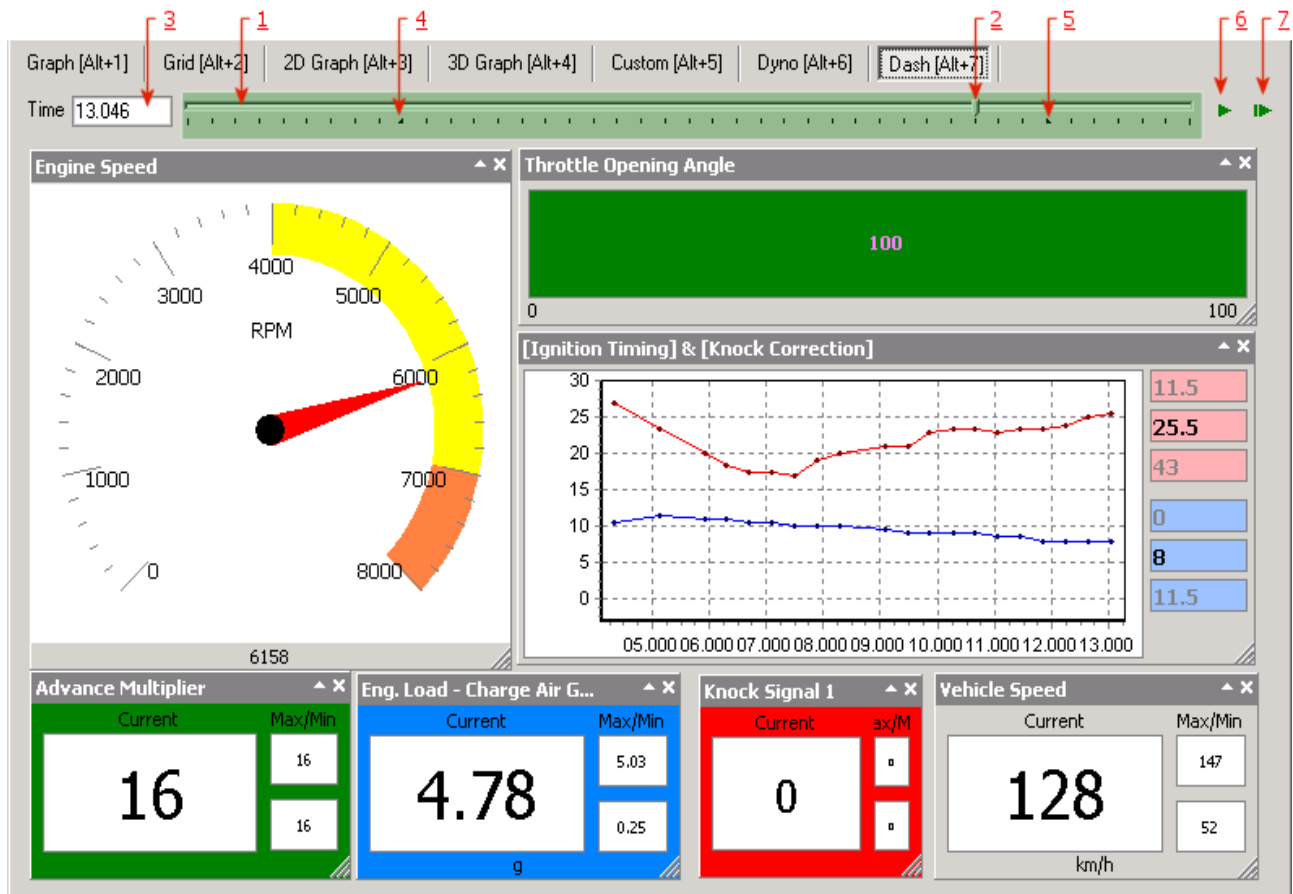 3 1 4 2 5 6 7
Graph [Alt+1] Grid [Alt+2] 2D Graph [Alt+3] 3D Graph [Alt+4] Custom [Alt+5] Dyno [Alt+6] Dash [Alt+7]
Time 13.046
Engine Speed
4000
3000 5000
RPM
2000 6000
1000 7000
0 8000
6158
Throttle Opening Angle
100
0 100
[Ignition Timing] & [Knock Correction]
30
25
20
15
10
5
0
05.000 06.000 07.000 08.000 09.000 10.000 11.000 12.000 13.000
11.5
25.5
43
0
8
11.5
Advance Multiplier
Current Max/Min
16
16
16
Eng. Load - Charge Air G...
Current Max/Min
4.78
5.03
0.25
g
Knock Signal 1
Current ax/M
0
0
0
Vehicle Speed
Current Max/Min
128
147
52
km/h